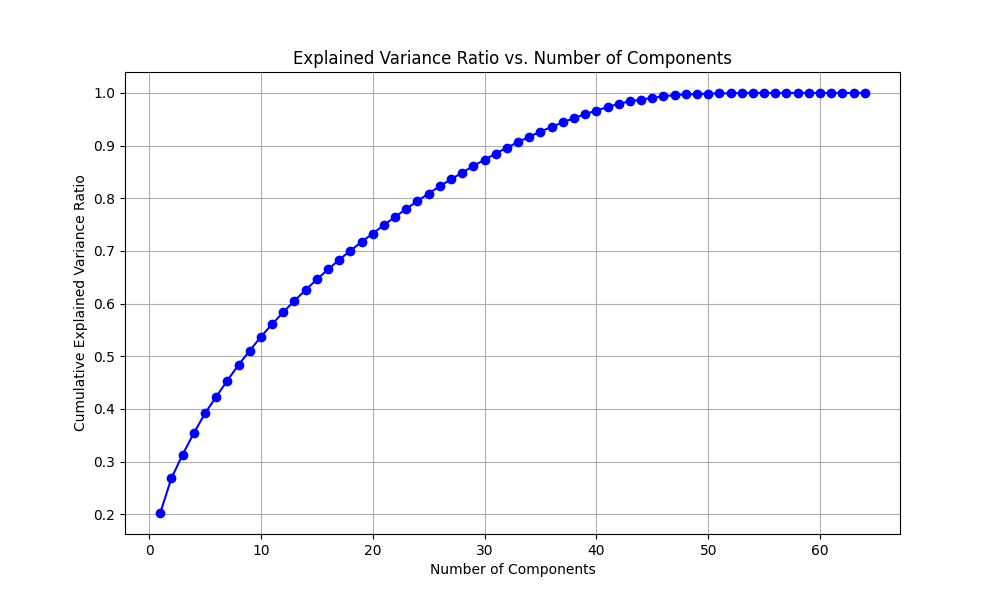 Explained Variance Ratio vs. Number of Components
Cumulative Explained Variance Ratio
1.0
0.9
0.8
0.7
0.6
0.5
0.4
0.3
0.2
0 10 20 30 40 50 60
Number of Components